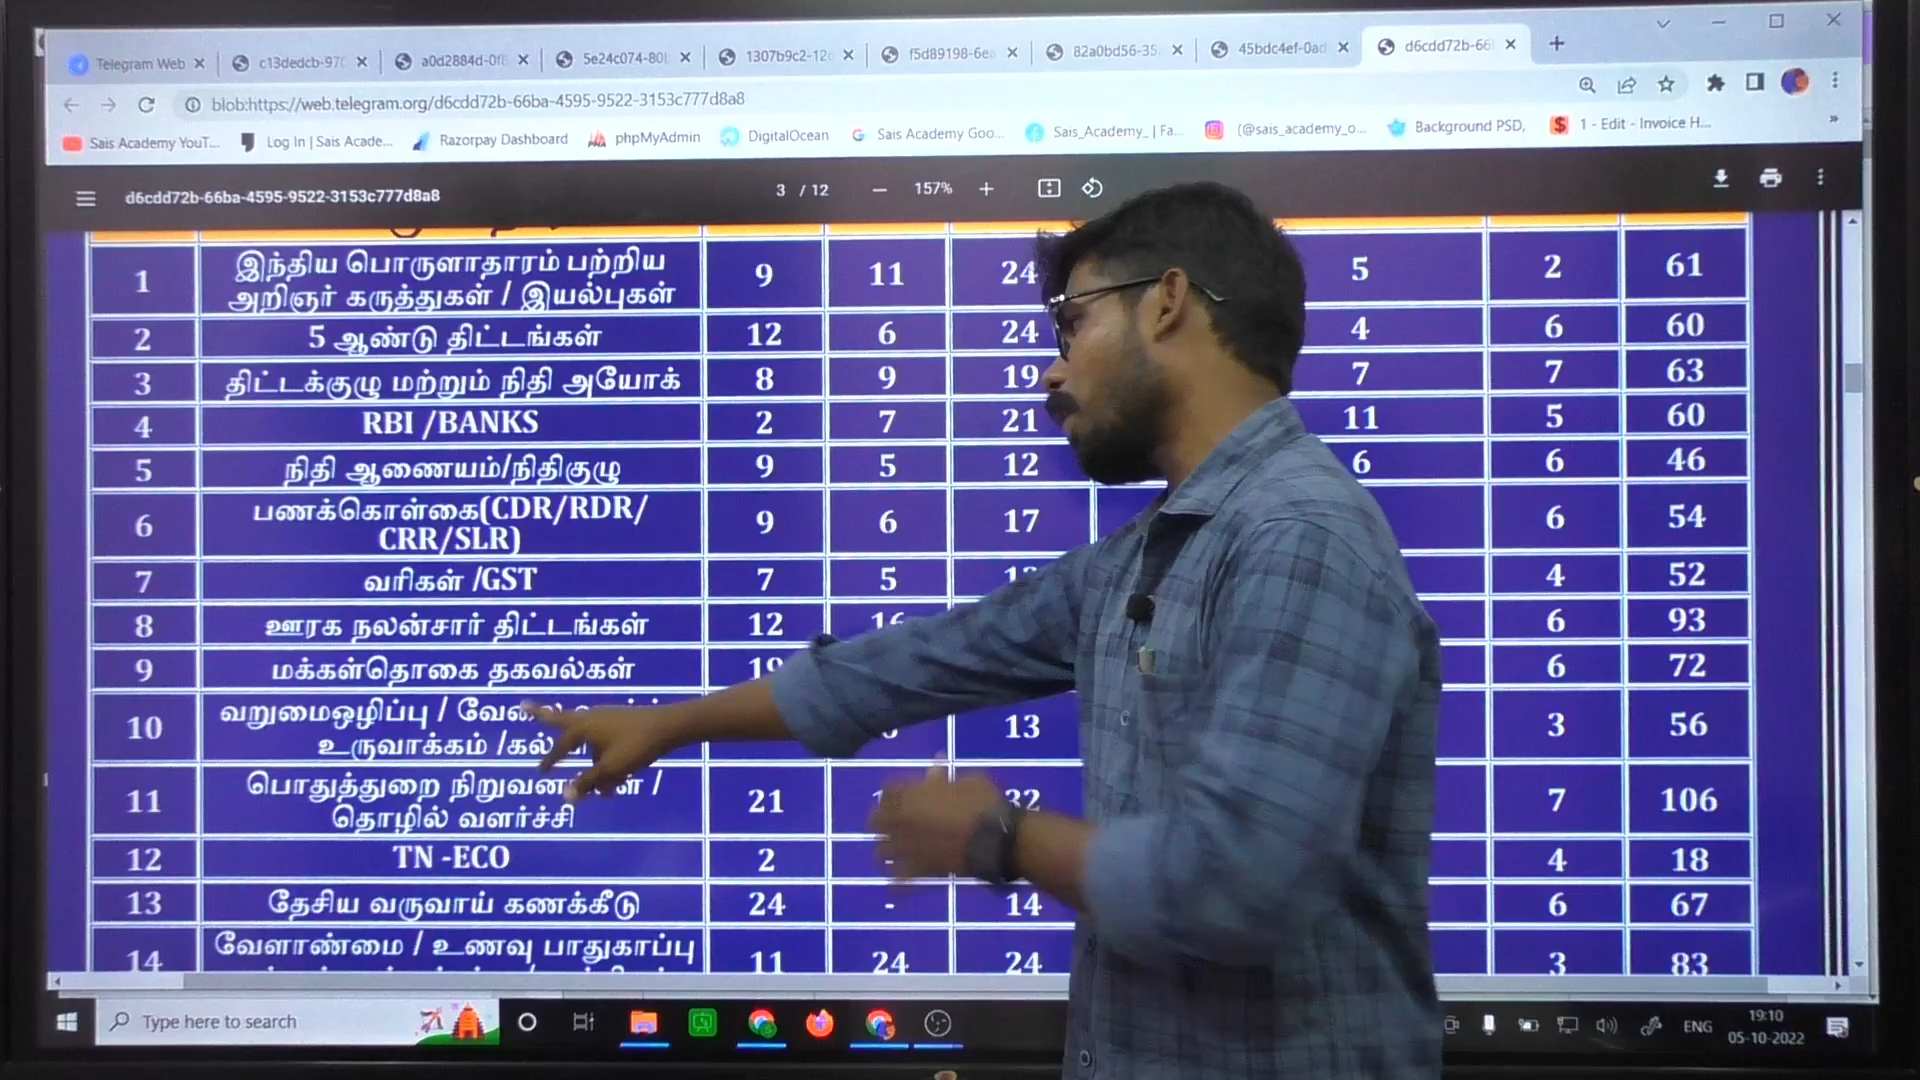 Telegram Web
c13dedcb-970
a0d2884d-0f8
5e24c074-80b
1307b9c2-12c
f5d89198-6ea
82a0bd56-35
45bdc4ef-0ad
d6cdd72b-66
blob:https://web.telegram.org/d6cdd72b-66ba-4595-9522-3153c777d8a8
Sais Academy YouT...
Log In | Sais Acade...
Razorpay Dashboard
phpMyAdmin
DigitalOcean
Sais Academy Goo...
Sais_Academy_ | Fa...
(@sais_academy_o...
Background PSD,
1 - Edit - Invoice H...
d6cdd72b-66ba-4595-9522-3153c777d8a8 3 / 12 157%
1 இந்திய பொருளாதாரம் பற்றிய 9 11 24 5 2 61
அறிஞர் கருத்துகள் / இயல்புகள்
2 5 ஆண்டு திட்டங்கள் 12 6 24 4 6 60
3 திட்டக்குழு மற்றும் நிதி அயோக் 8 9 19 7 7 63
4 RBI /BANKS 2 7 21 11 5 60
5 நிதி ஆணையம்/நிதிகுழு 9 5 12 6 6 46
6 பணக்கொள்கை(CDR/RDR/ 9 6 17 6 54
CRR/SLR)
7 வரிகள் /GST 7 5 4 52
8 ஊரக நலன்சார் திட்டங்கள் 12 16 6 93
9 மக்கள்தொகை தகவல்கள் 6 72
10 வறுமைஒழிப்பு / 13 3 56
உருவாக்கம்
11 பொதுத்துறை / 21 32 7 106
தொழில் வளர்ச்சி
12 TN -ECO 2 - 4 18
13 தேசிய வருவாய் கணக்கீடு 24 - 14 6 67
14 வேளாண்மை / உணவு பாதுகாப்பு 11 24 24 3 83
Type here to search
ENG
19:10
05-10-2022